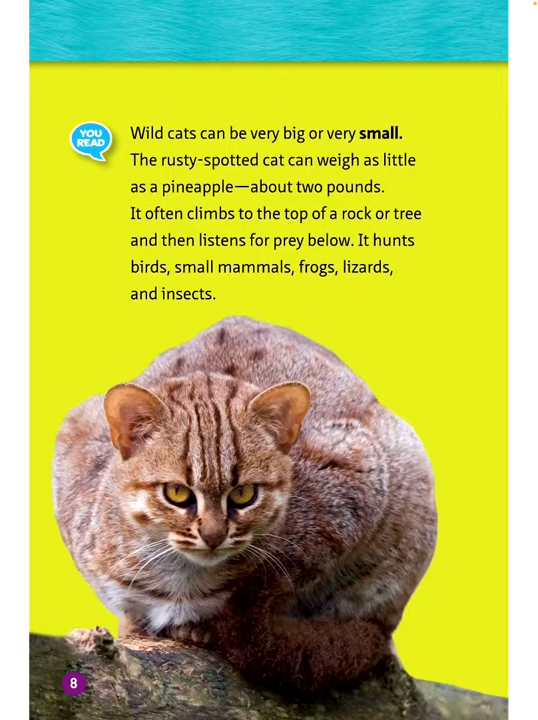 YOU
READ
Wild cats can be very big or very small.
The rusty-spotted cat can weigh as little
as a pineapple—about two pounds.
It often climbs to the top of a rock or tree
and then listens for prey below. It hunts
birds, small mammals, frogs, lizards,
and insects.
8